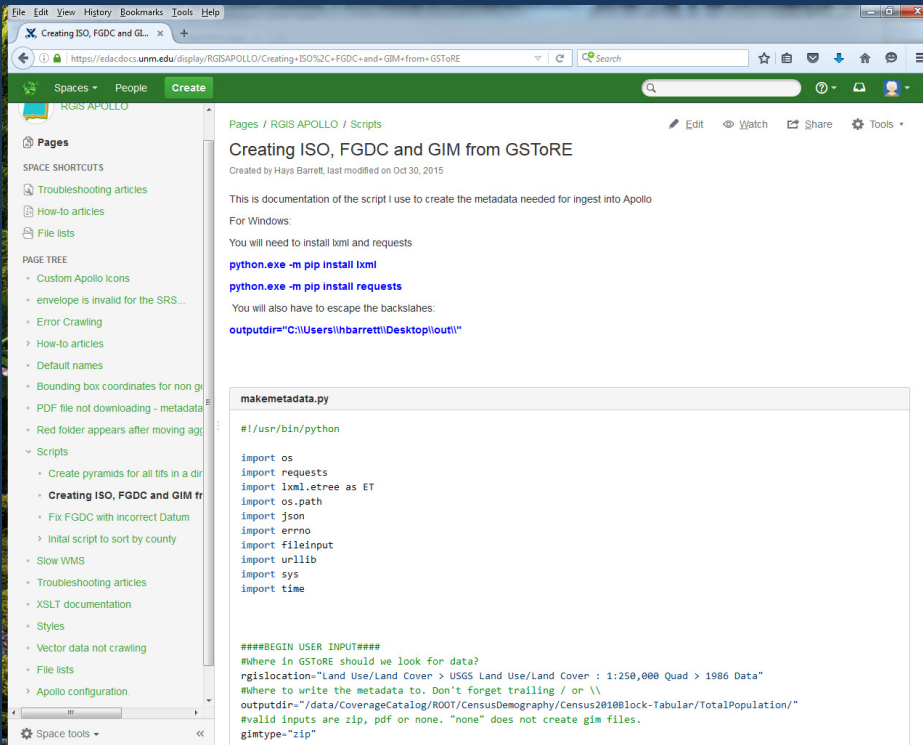 File Edit View History Bookmarks Tools Help
Creating ISO, FGDC and GI...
https://edacdocs.unm.edu/display/RGISAPOLLO/Creating+ISO%2C+FGDC+and+GIM+from+GSToRE
Search
Spaces People Create
RGIS APOLLO
Pages
SPACE SHORTCUTS
Troubleshooting articles
How-to articles
File lists
PAGE TREE
Custom Apollo Icons
envelope is invalid for the SRS...
Error Crawling
How-to articles
Default names
Bounding box coordinates for non ge
PDF file not downloading - metadata
Red folder appears after moving agg
Scripts
Create pyramids for all tifs in a dir
Creating ISO, FGDC and GIM fr
Fix FGDC with incorrect Datum
Inital script to sort by county
Slow WMS
Troubleshooting articles
XSLT documentation
Styles
Vector data not crawling
File lists
Apollo configuration.
Space tools
Pages / RGIS APOLLO / Scripts
Edit Watch Share Tools
Creating ISO, FGDC and GIM from GSToRE
Created by Hays Barrett, last modified on Oct 30, 2015
This is documentation of the script I use to create the metadata needed for ingest into Apollo
For Windows:
You will need to install lxml and requests
python.exe -m pip install lxml
python.exe -m pip install requests
You will also have to escape the backslahes:
outputdir="C:\\Users\\hbarrett\\Desktop\\out\\"
makemetadata.py
#!/usr/bin/python
import os
import requests
import lxml.etree as ET
import os.path
import json
import errno
import fileinput
import urllib
import sys
import time
####BEGIN USER INPUT####
#Where in GSToRE should we look for data?
rgislocation="Land Use/Land Cover > USGS Land Use/Land Cover : 1:250,000 Quad > 1986 Data"
#Where to write the metadata to. Don't forget trailing / or \\
outputdir="/data/CoverageCatalog/ROOT/CensusDemography/Census2010Block-Tabular/TotalPopulation/"
#valid inputs are zip, pdf or none. "none" does not create gim files.
gimtype="zip"